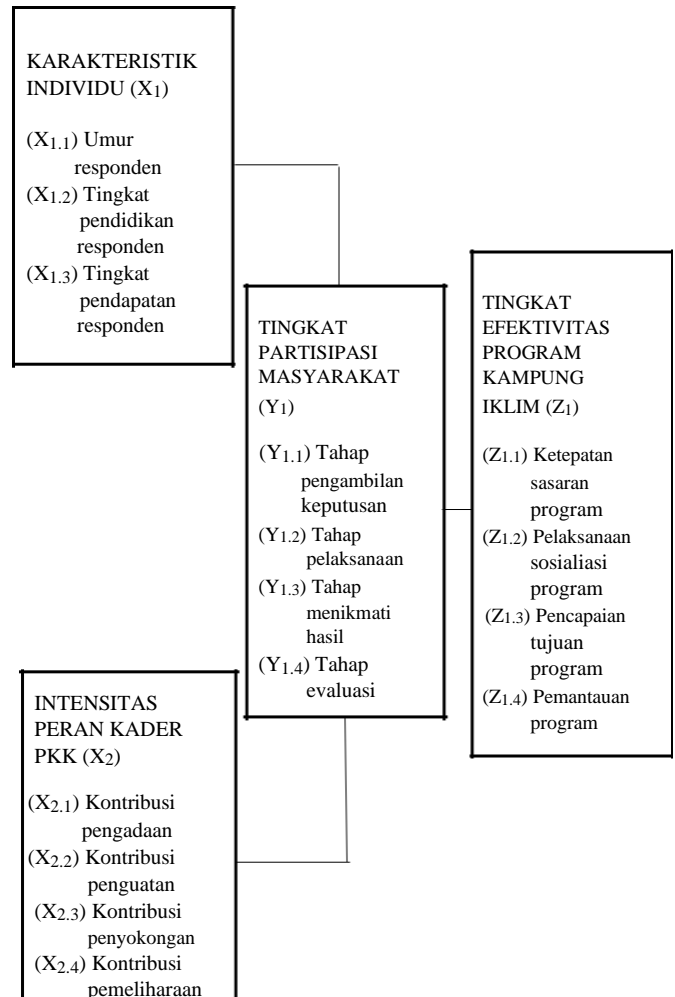 KARAKTERISTIK
INDIVIDU (X1)
(X1.1) Umur
responden
(X1.2) Tingkat
pendidikan
responden
(X1.3) Tingkat
pendapatan
responden
TINGKAT
PARTISIPASI
MASYARAKAT
(Y1)
(Y1.1) Tahap
pengambilan
keputusan
(Y1.2) Tahap
pelaksanaan
(Y1.3) Tahap
menikmati
hasil
(Y1.4) Tahap
evaluasi
TINGKAT
EFEKTIVITAS
PROGRAM
KAMPUNG
IKLIM (Z1)
(Z1.1) Ketepatan
sasaran
program
(Z1.2) Pelaksanaan
sosialiasi
program
(Z1.3) Pencapaian
tujuan
program
(Z1.4) Pemantauan
program
INTENSITAS
PERAN KADER
PKK (X2)
(X2.1) Kontribusi
pengadaan
(X2.2) Kontribusi
penguatan
(X2.3) Kontribusi
penyokongan
(X2.4) Kontribusi
pemeliharaan